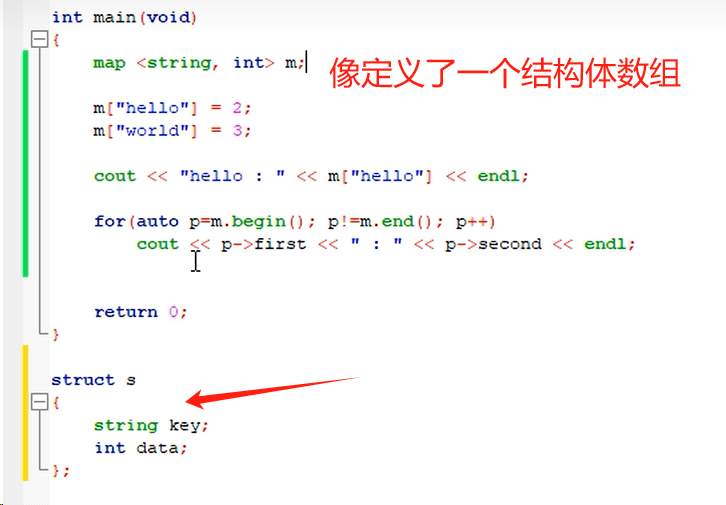 int main(void)
{
map <string, int> m;
像定义了一个结构体数组
m["hello"] = 2;
m["world"] = 3;
cout << "hello : " << m["hello"] << endl;
for(auto p=m.begin(); p!=m.end(); p++)
cout << p->first << " : " << p->second << endl;
return 0;
}
struct s
{
string key;
int data;
};